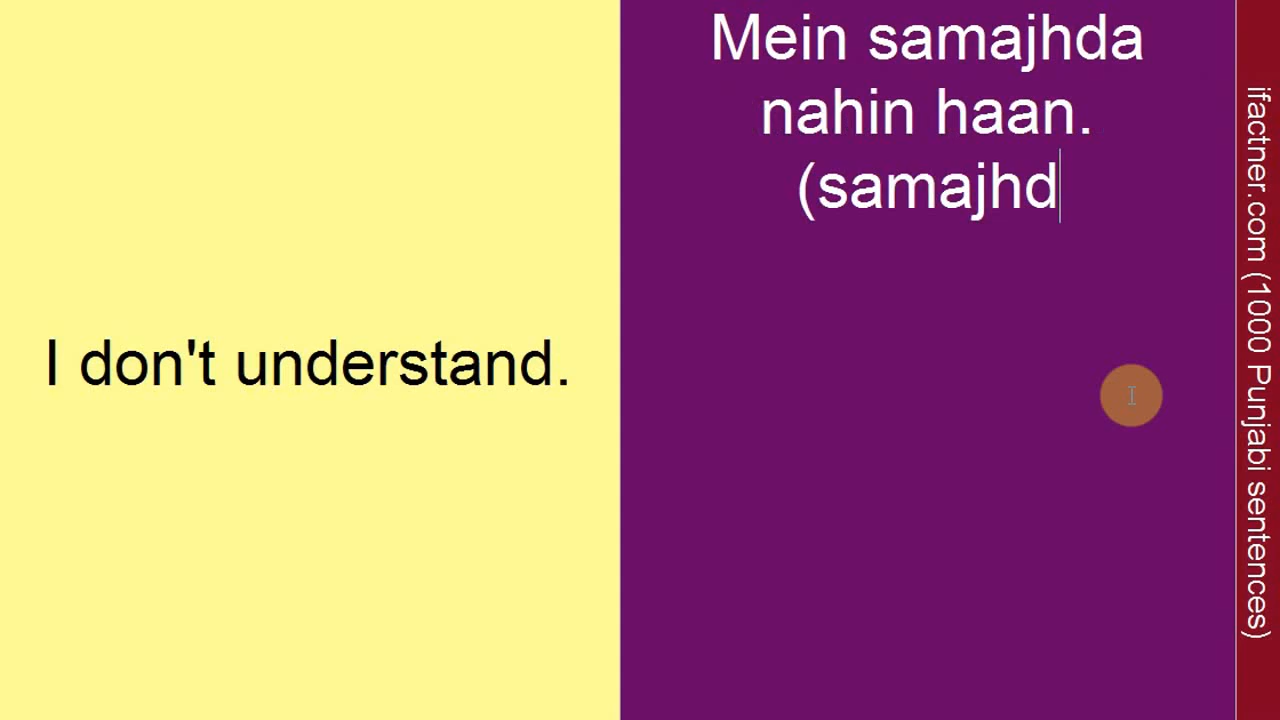 I don't understand.
Mein samajhda
nahin haan.
(samajhd
ifactner.com (1000 Punjabi sentences)